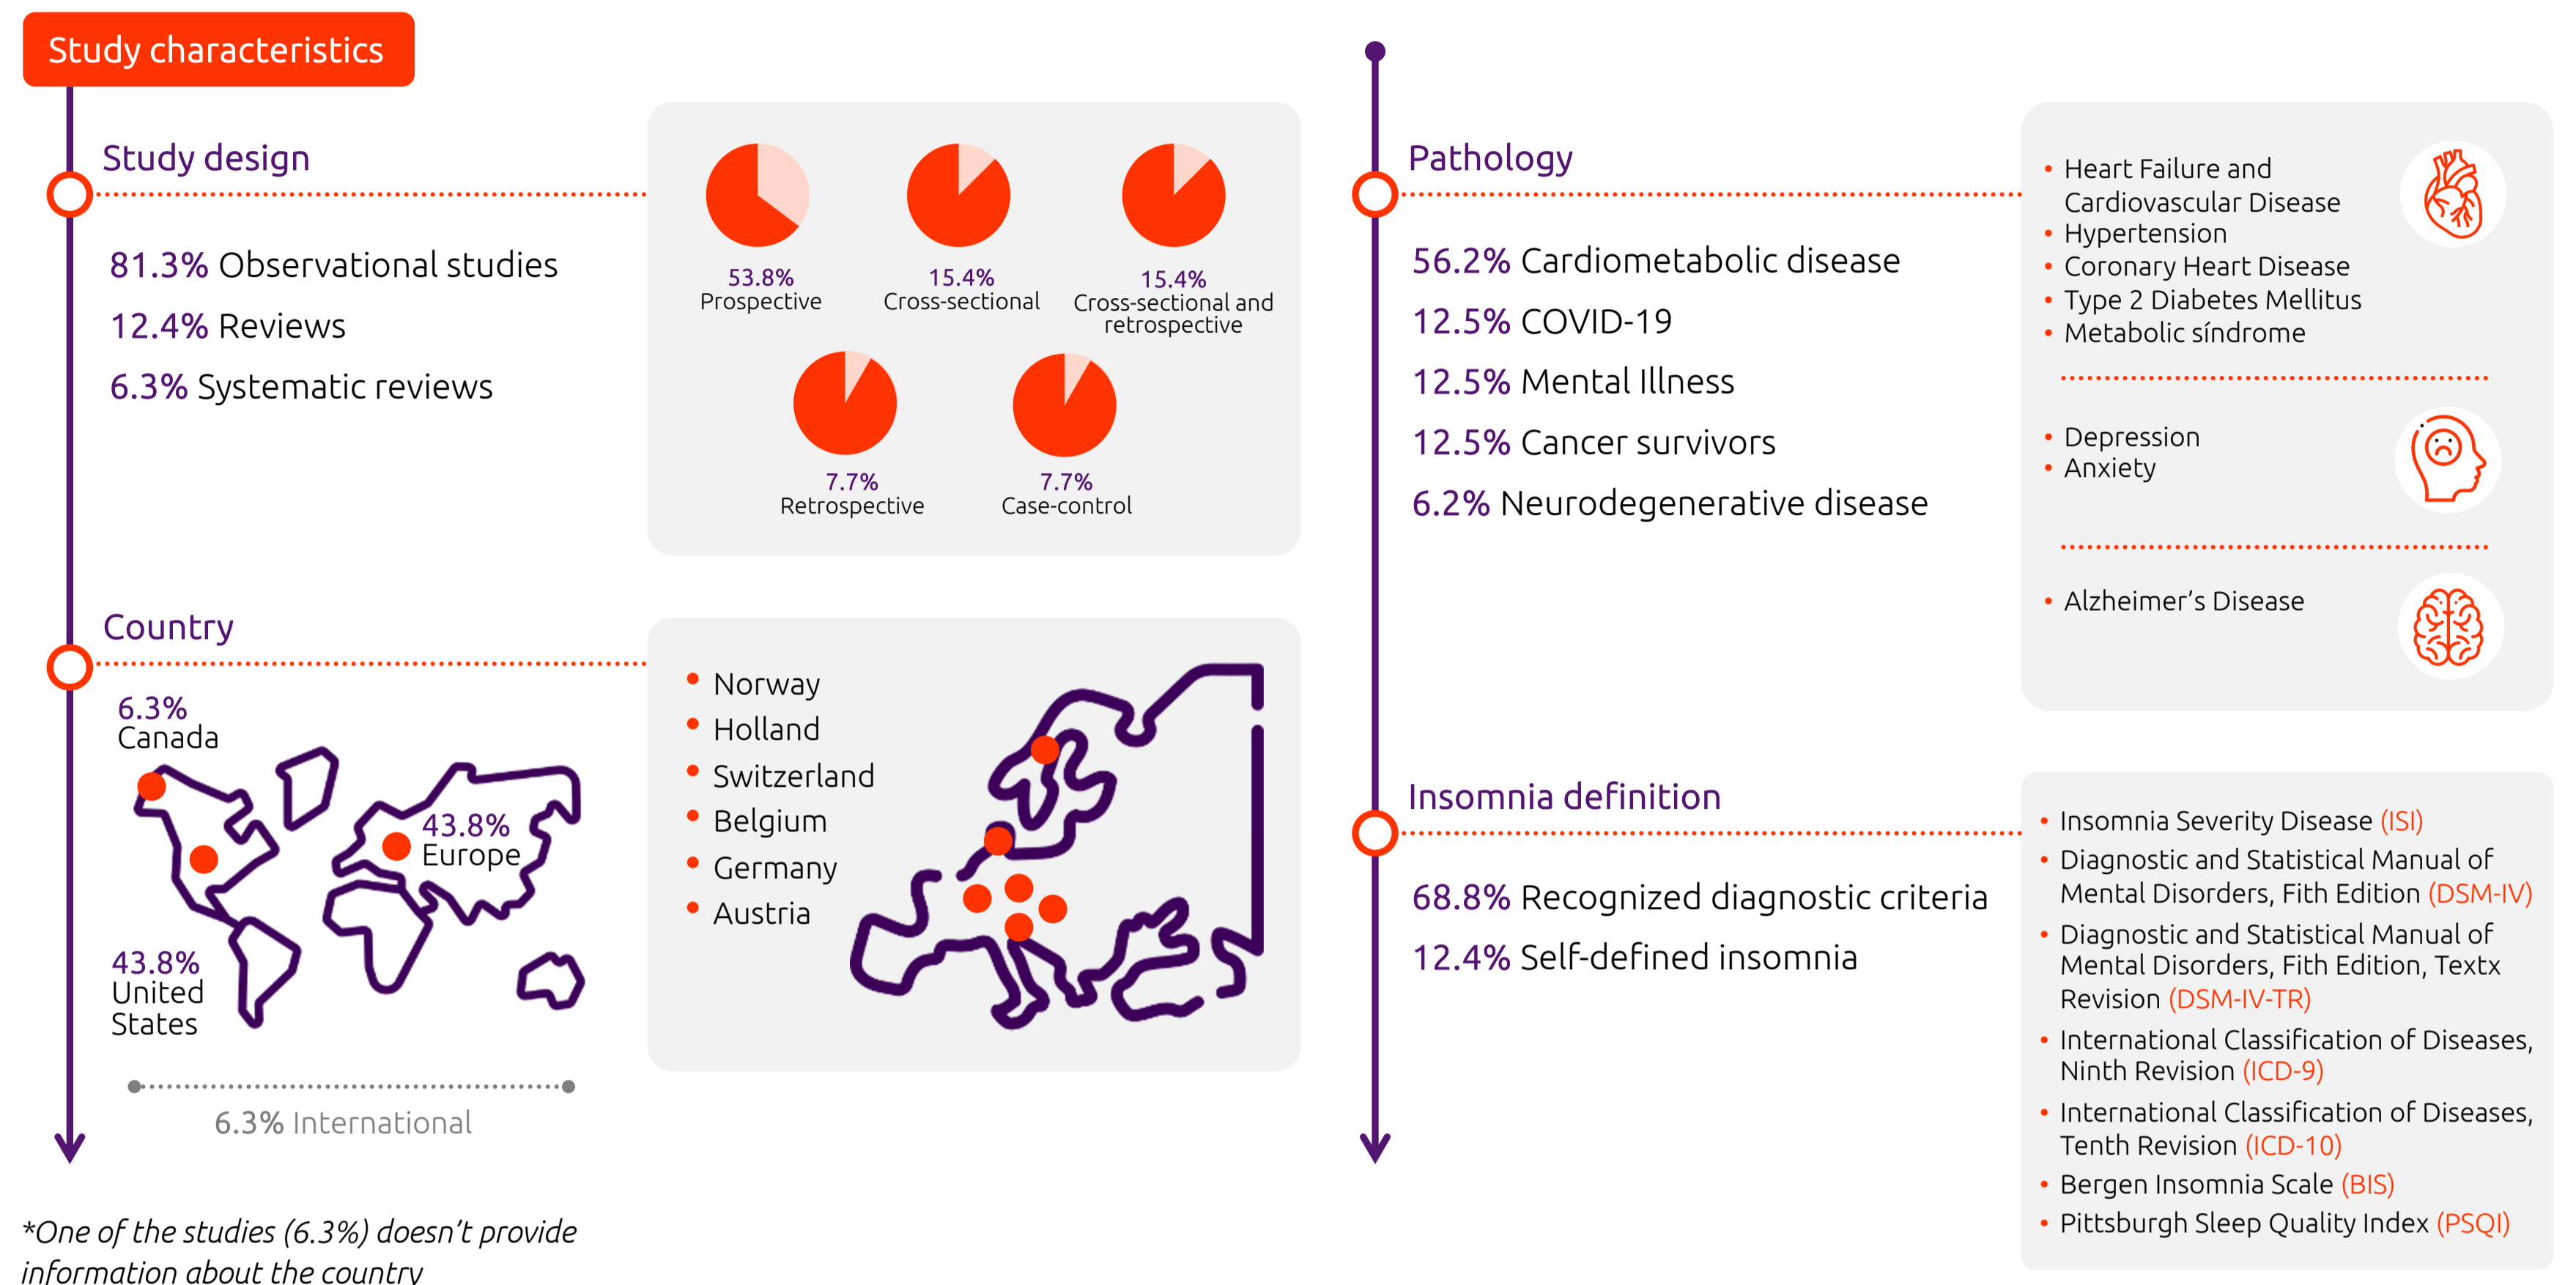 Study characteristics
Study design
81.3% Observational studies
12.4% Reviews
6.3% Systematic reviews
53.8%
Prospective
15.4%
Cross-sectional
15.4%
Cross-sectional and
retrospective
7.7%
Retrospective
7.7%
Case-control
Country
6.3%
Canada
43.8%
Europe
43.8%
United
States
6.3% International
Norway
Holland
Switzerland
Belgium
Germany
Austria
*One of the studies (6.3%) doesn't provide
information about the country
Pathology
56.2% Cardiometabolic disease
12.5% COVID-19
12.5% Mental Illness
12.5% Cancer survivors
6.2% Neurodegenerative disease
Heart Failure and
Cardiovascular Disease
Hypertension
Coronary Heart Disease
Type 2 Diabetes Mellitus
Metabolic síndrome
Depression
Anxiety
Alzheimer's Disease
Insomnia definition
68.8% Recognized diagnostic criteria
12.4% Self-defined insomnia
Insomnia Severity Disease (ISI)
Diagnostic and Statistical Manual of
Mental Disorders, Fith Edition (DSM-IV)
Diagnostic and Statistical Manual of
Mental Disorders, Fith Edition, Textx
Revision (DSM-IV-TR)
International Classification of Diseases,
Ninth Revision (ICD-9)
International Classification of Diseases,
Tenth Revision (ICD-10)
Bergen Insomnia Scale (BIS)
Pittsburgh Sleep Quality Index (PSQI)